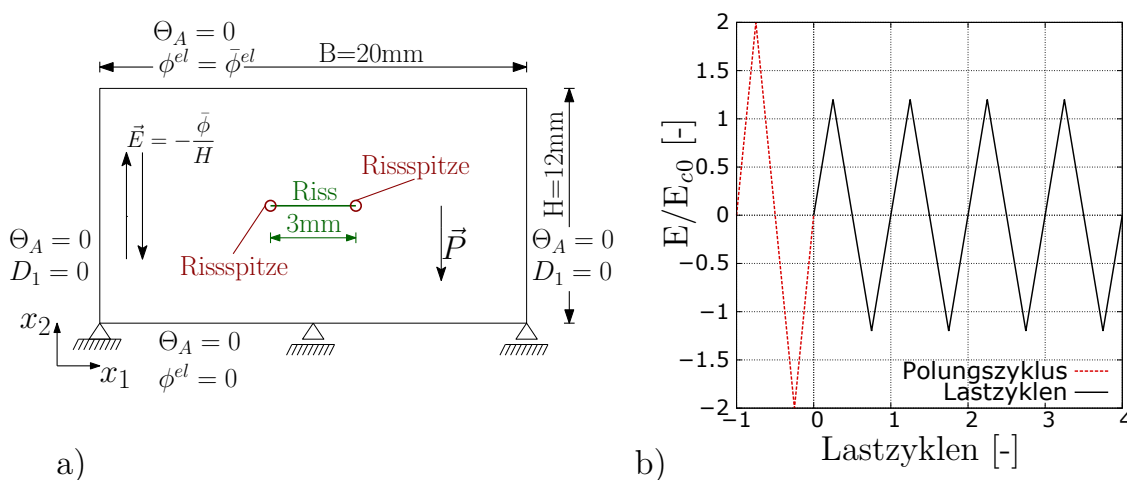 Θ_A = 0
ϕ^{el} = ϕ̄^{el}
B=20mm
E⃗ = −ϕ̄/H
Rissspitze
Riss
3mm
Rissspitze
P⃗
H=12mm
Θ_A = 0
D_1 = 0
Θ_A = 0
D_1 = 0
x_2
x_1
Θ_A = 0
ϕ^{el} = 0
a)
E/E_{c0} [-]
2
1.5
1
0.5
0
−0.5
−1
−1.5
−2
Polungszyklus
Lastzyklen
−1 0 1 2 3 4
Lastzyklen [-]
b)